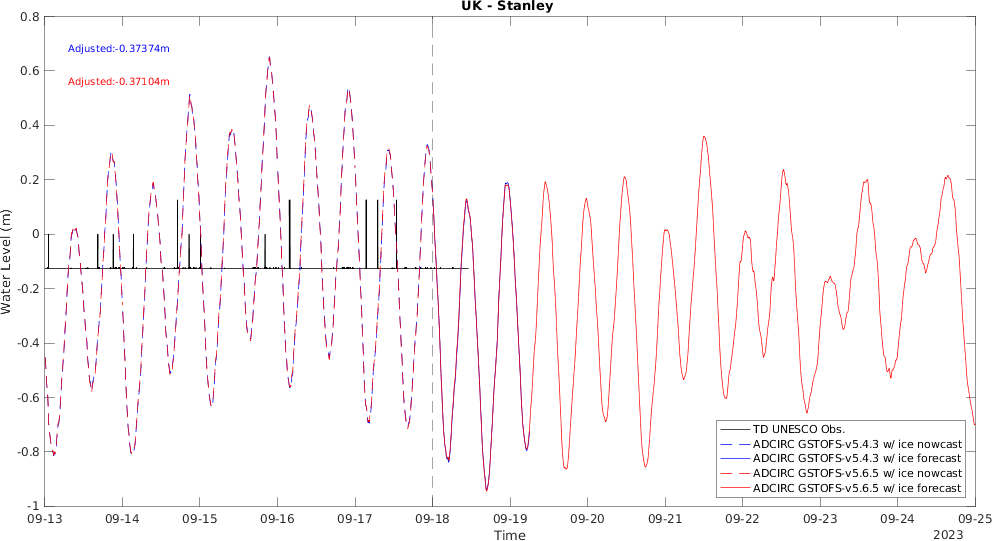 UK - Stanley
Adjusted:-0.37374m
Adjusted:-0.37104m
Water Level (m)
0.8
0.6
0.4
0.2
0
-0.2
-0.4
-0.6
-0.8
-1
TD UNESCO Obs.
ADCIRC GSTOFS-v5.4.3 w/ ice nowcast
ADCIRC GSTOFS-v5.4.3 w/ ice forecast
ADCIRC GSTOFS-v5.6.5 w/ ice nowcast
ADCIRC GSTOFS-v5.6.5 w/ ice forecast
09-13 09-14 09-15 09-16 09-17 09-18 09-19 09-20 09-21 09-22 09-23 09-24 09-25
Time
2023